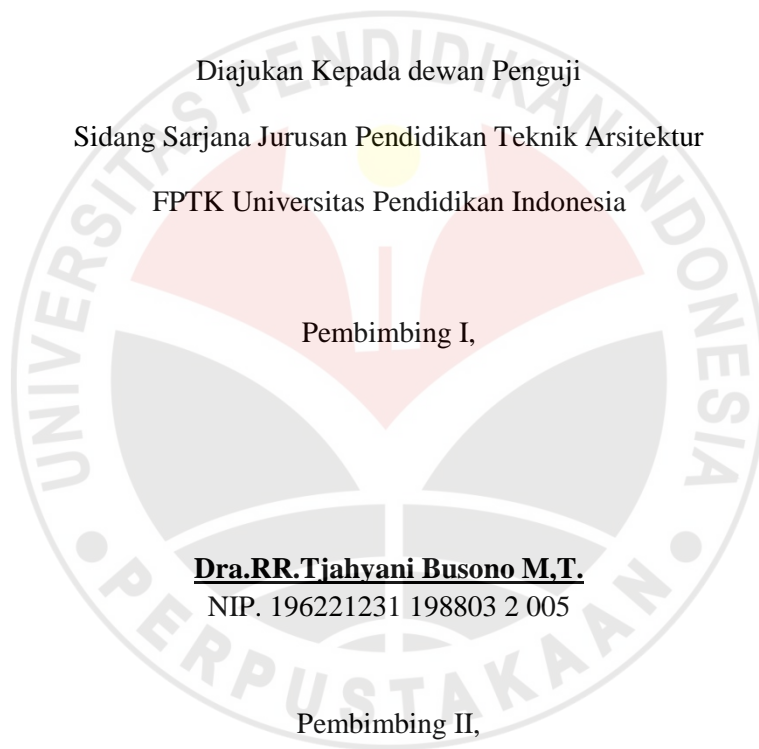 Diajukan Kepada dewan Penguji
Sidang Sarjana Jurusan Pendidikan Teknik Arsitektur
FPTK Universitas Pendidikan Indonesia
Pembimbing I,
Dra.RR.Tjahyani Busono M,T.
NIP. 196221231 198803 2 005
Pembimbing II,
UNIVERSITAS PENDIDIKAN INDONESIA
PERPUSTAKAAN